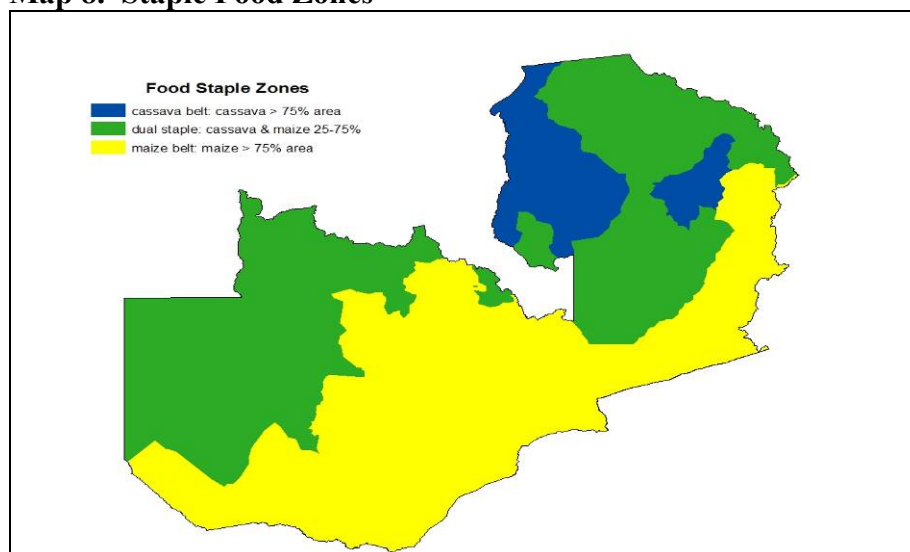 Map 8. Staple Food Zones
Food Staple Zones
cassava belt: cassava > 75% area
dual staple: cassava & maize 25-75%
maize belt: maize > 75% area